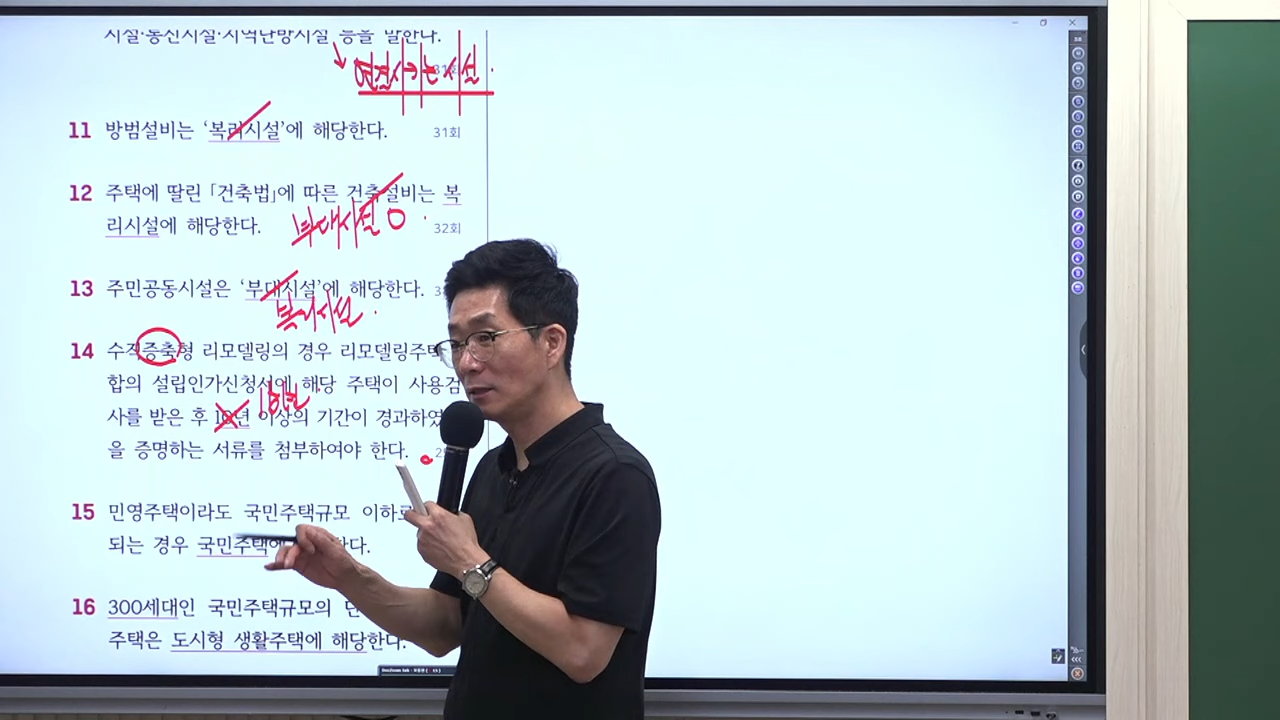 시설·통신시설·지역난방시설 등을 말한다.
↓ 연결시키는 시설.
11 방범설비는 ‘복리시설’에 해당한다. 31회
12 주택에 딸린 「건축법」에 따른 건축설비는 복
리시설에 해당한다. 32회
부대시설 O
13 주민공동시설은 ‘부대시설’에 해당한다.
복리시설.
14 수직증축형 리모델링의 경우 리모델링주택
합의 설립인가신청서에 해당 주택이 사용검
15년
사를 받은 후 10년 이상의 기간이 경과하였
을 증명하는 서류를 첨부하여야 한다.
15 민영주택이라도 국민주택규모 이하로
되는 경우 국민주택에 한다.
16 300세대인 국민주택규모의 단
주택은 도시형 생활주택에 해당한다.